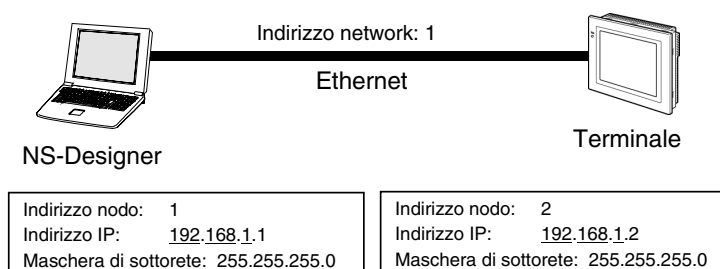 Indirizzo network: 1
Ethernet
NS-Designer
Terminale
Indirizzo nodo: 1
Indirizzo IP: 192.168.1.1
Maschera di sottorete: 255.255.255.0
Indirizzo nodo: 2
Indirizzo IP: 192.168.1.2
Maschera di sottorete: 255.255.255.0